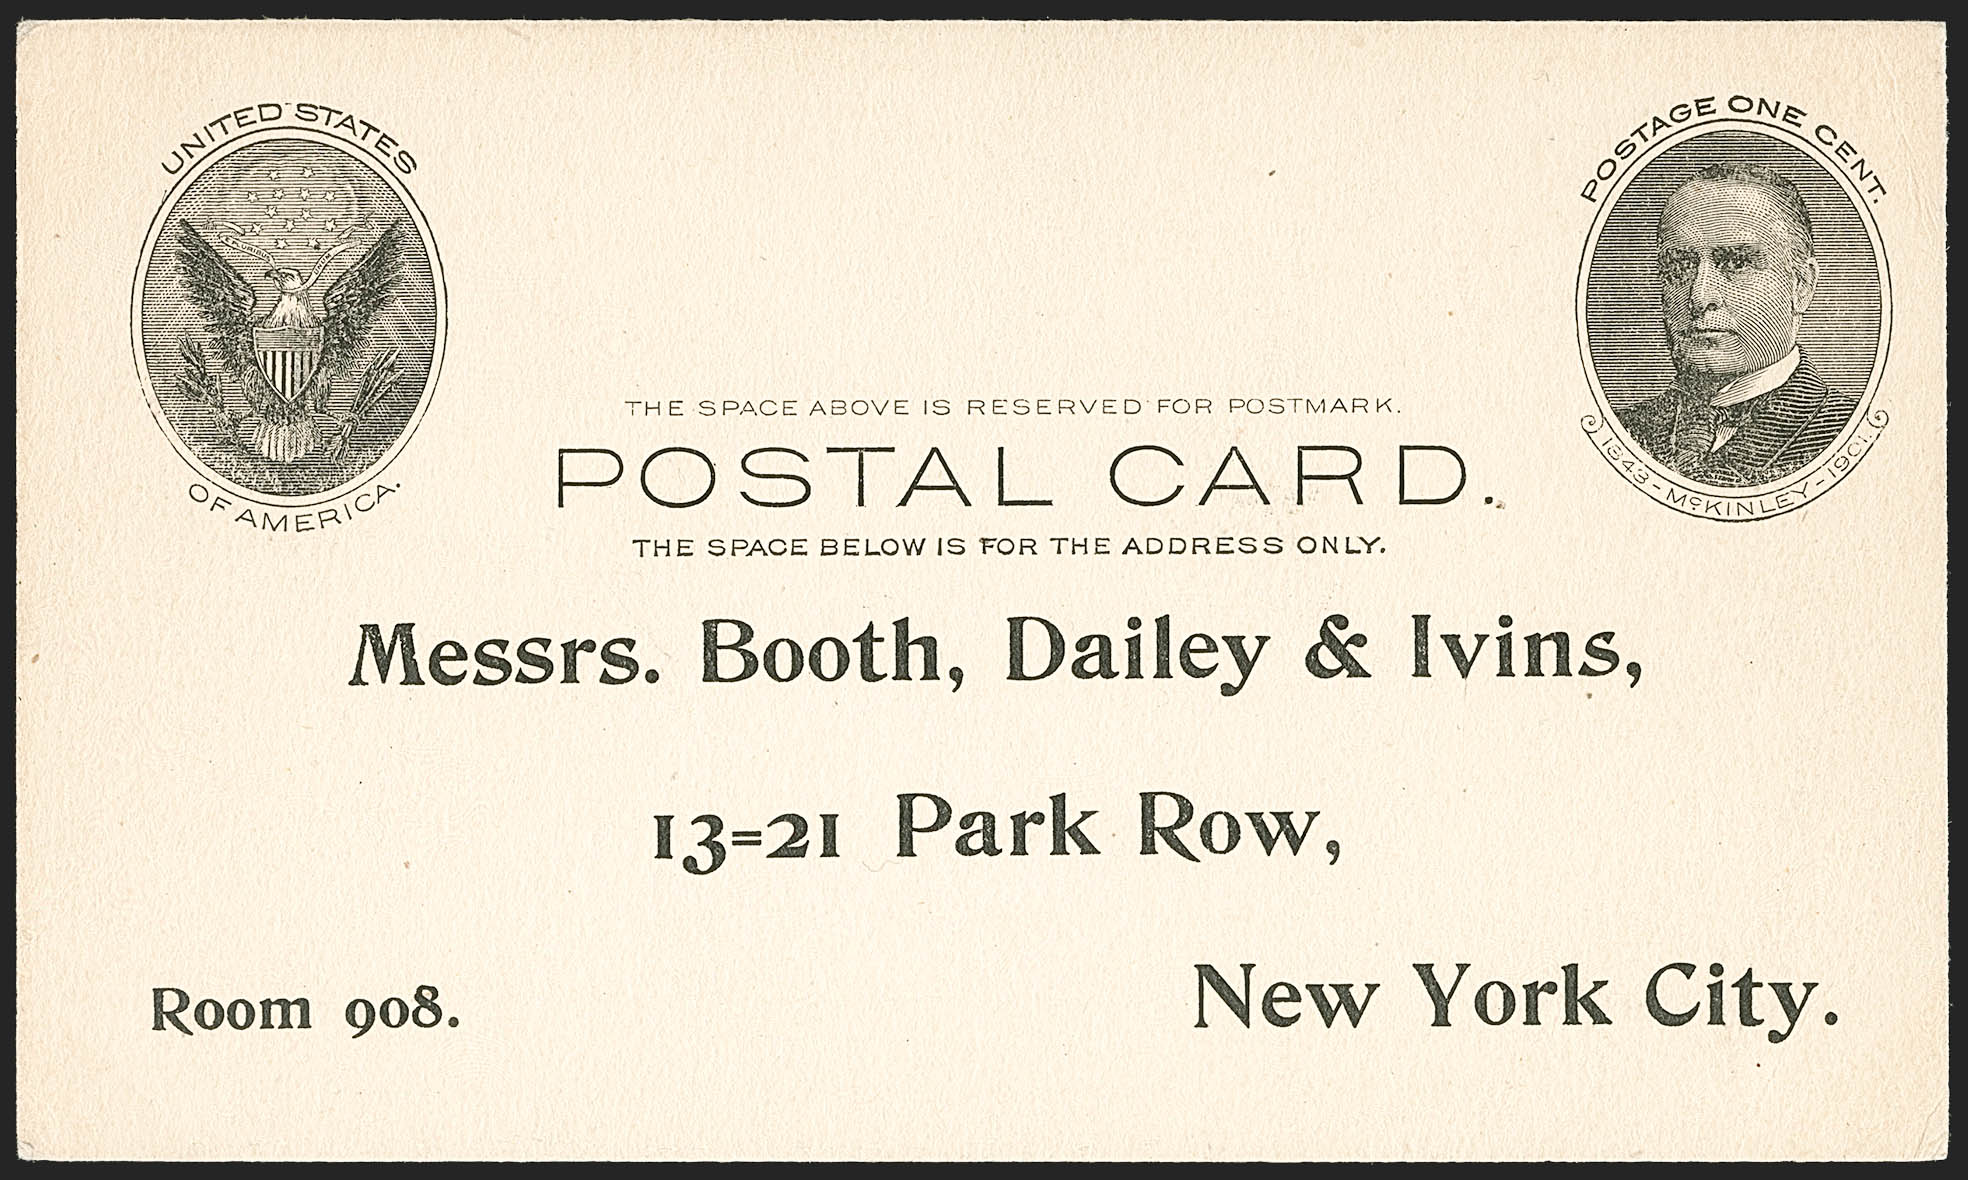 UNITED STATES
E PLURIBUS UNUM
OF AMERICA.
POSTAGE ONE CENT.
1843-McKINLEY-1901.
THE SPACE ABOVE IS RESERVED FOR POSTMARK.
POSTAL CARD.
THE SPACE BELOW IS FOR THE ADDRESS ONLY.
Messrs. Booth, Dailey & Ivins,
13=21 Park Row,
New York City.
Room 908.